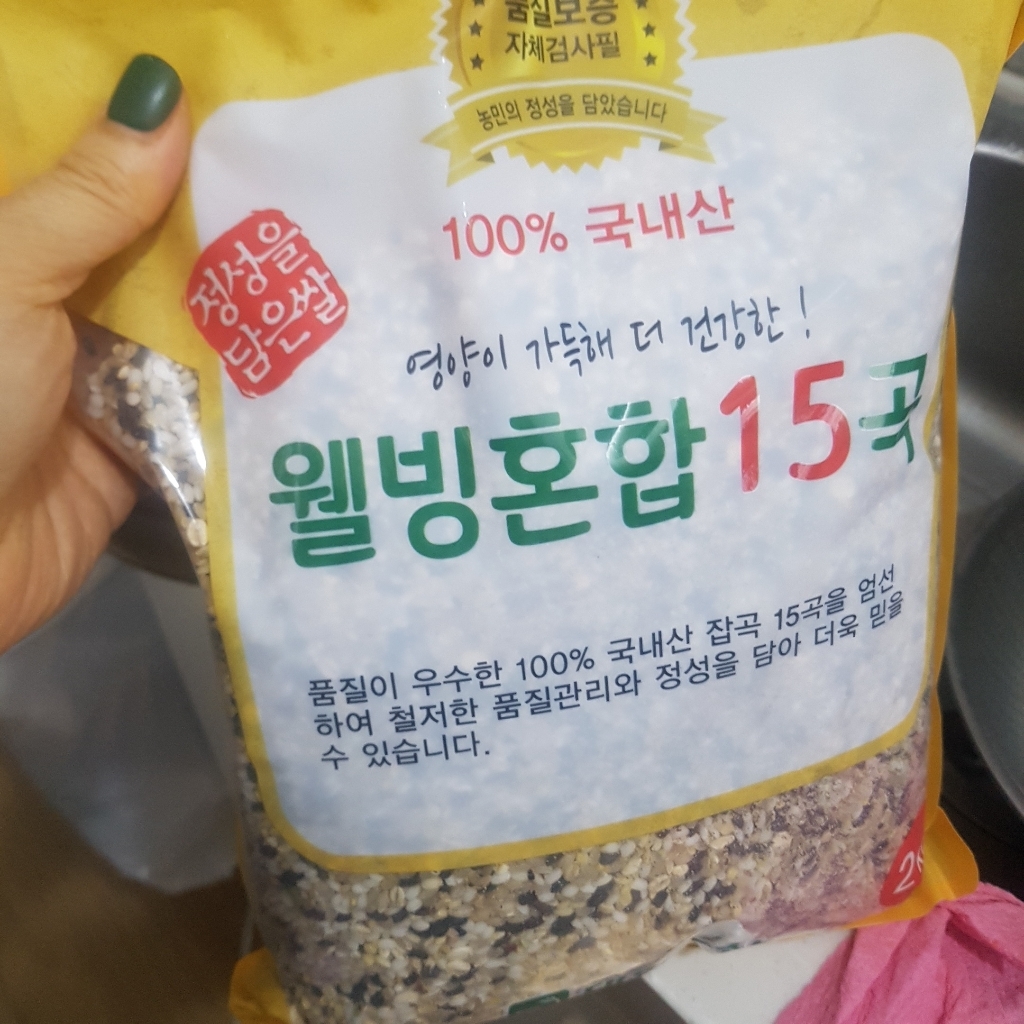 품질보증
자체검사필
농민의 정성을 담았습니다
100% 국내산
정성을
담은쌀
영양이 가득해 더 건강한!
웰빙혼합15곡
품질이 우수한 100% 국내산 잡곡 15곡을 엄선
하여 철저한 품질관리와 정성을 담아 더욱 믿을
수 있습니다.